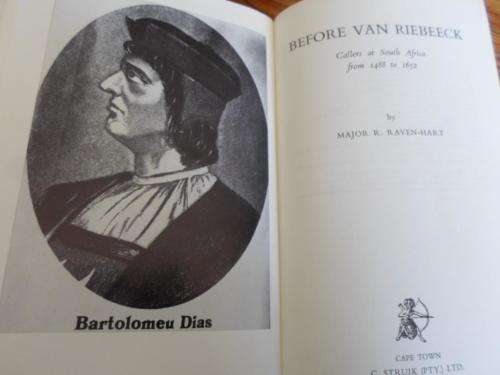 Bartolomeu Dias
BEFORE VAN RIEBEECK
Callers at South Africa
from 1488 to 1652
by
MAJOR R. RAVEN-HART
CAPE TOWN
C. STRUIK (PTY.) LTD.